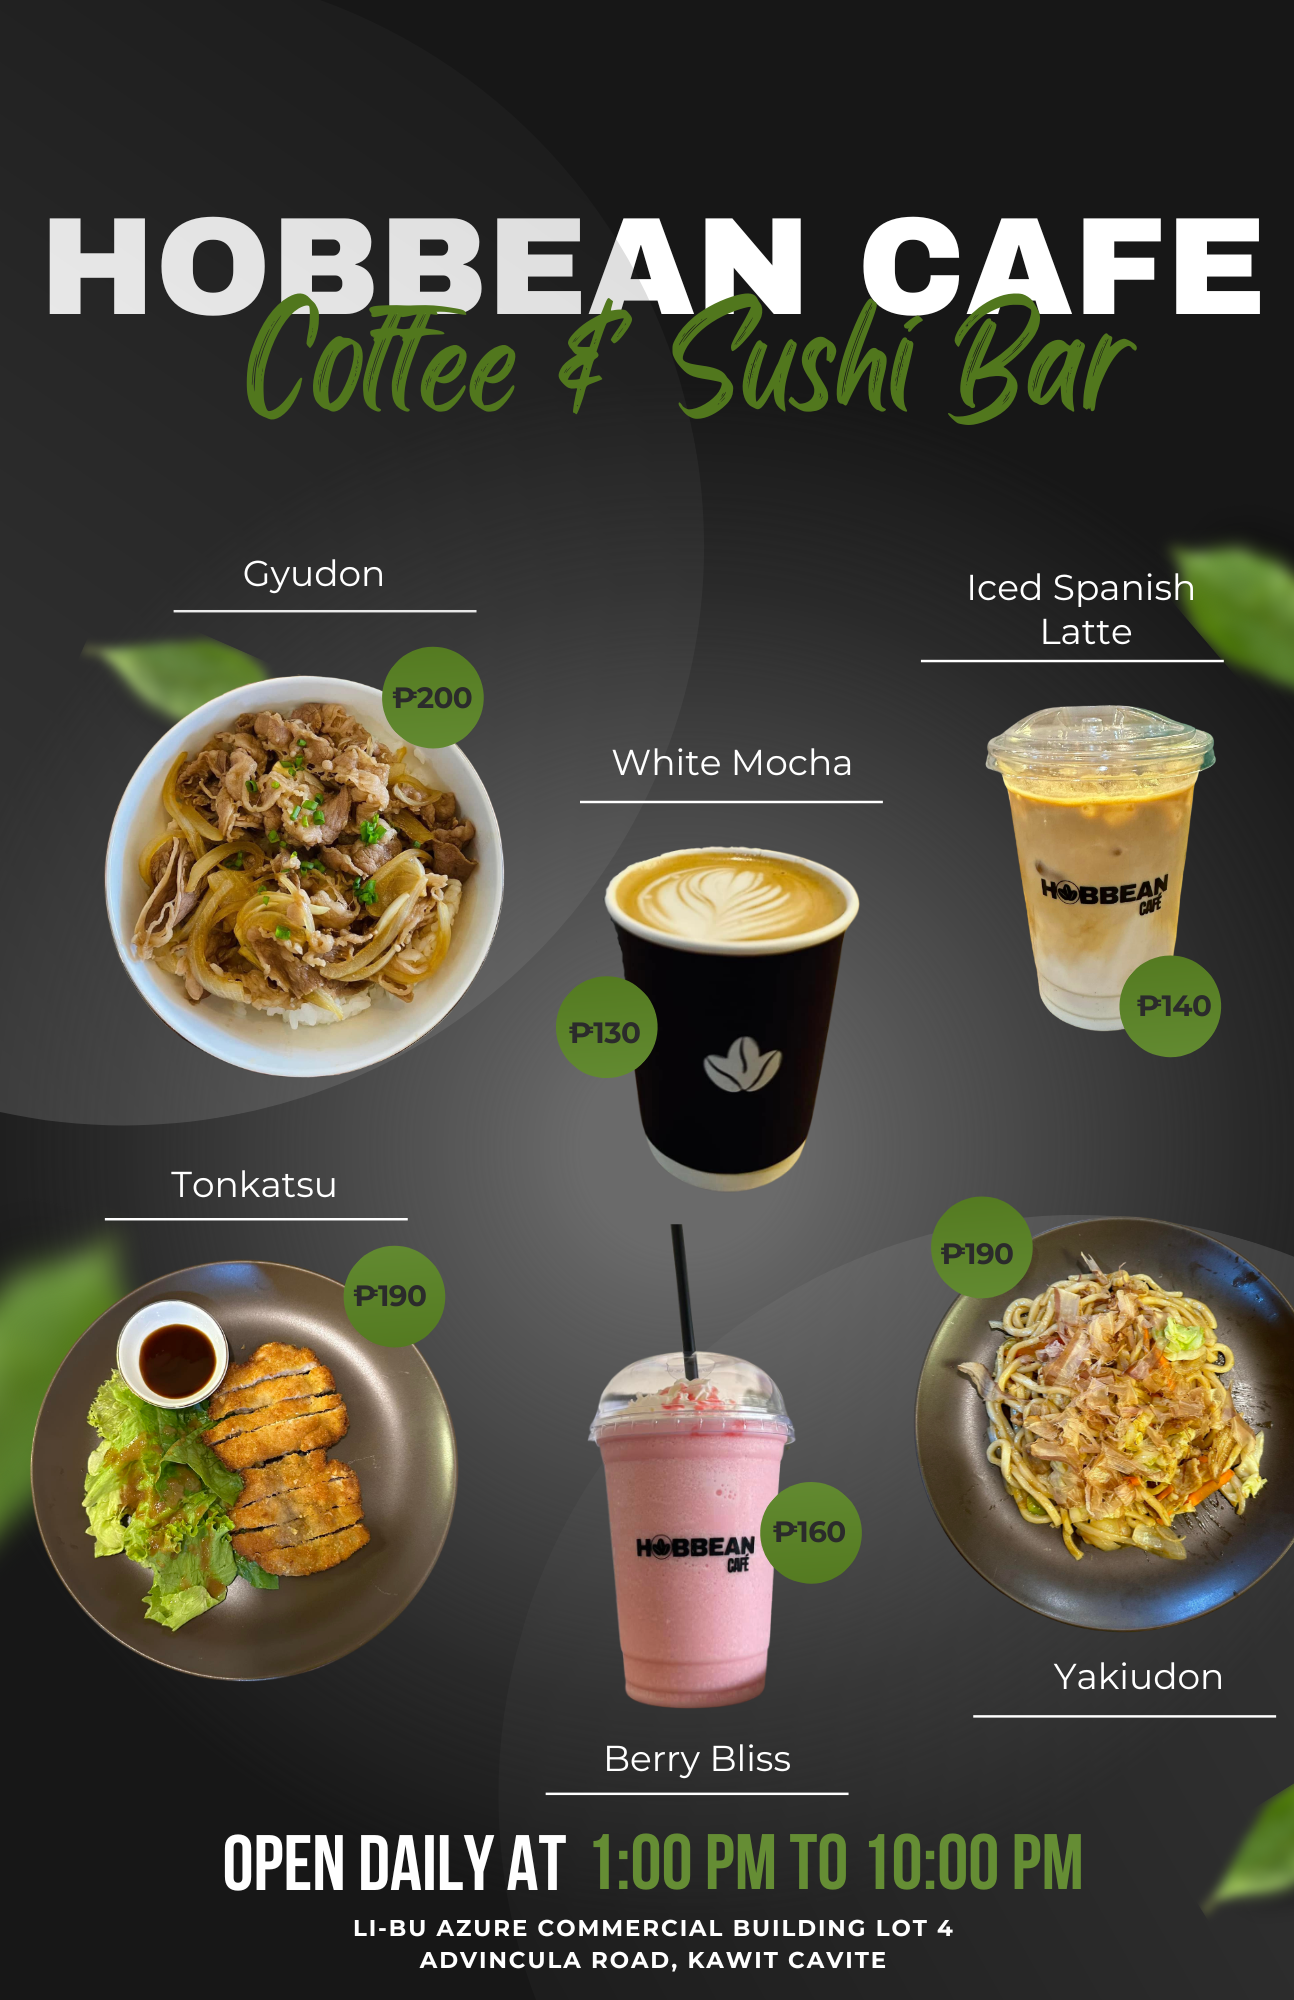 HOBBEAN CAFE
Coffee & Sushi Bar
Gyudon
₱200
Iced Spanish
Latte
HOBBEAN
CAFÉ
₱140
White Mocha
₱130
Tonkatsu
₱190
₱190
HOBBEAN
CAFÉ
₱160
Yakiudon
Berry Bliss
OPEN DAILY AT 1:00 PM TO 10:00 PM
LI-BU AZURE COMMERCIAL BUILDING LOT 4
ADVINCULA ROAD, KAWIT CAVITE